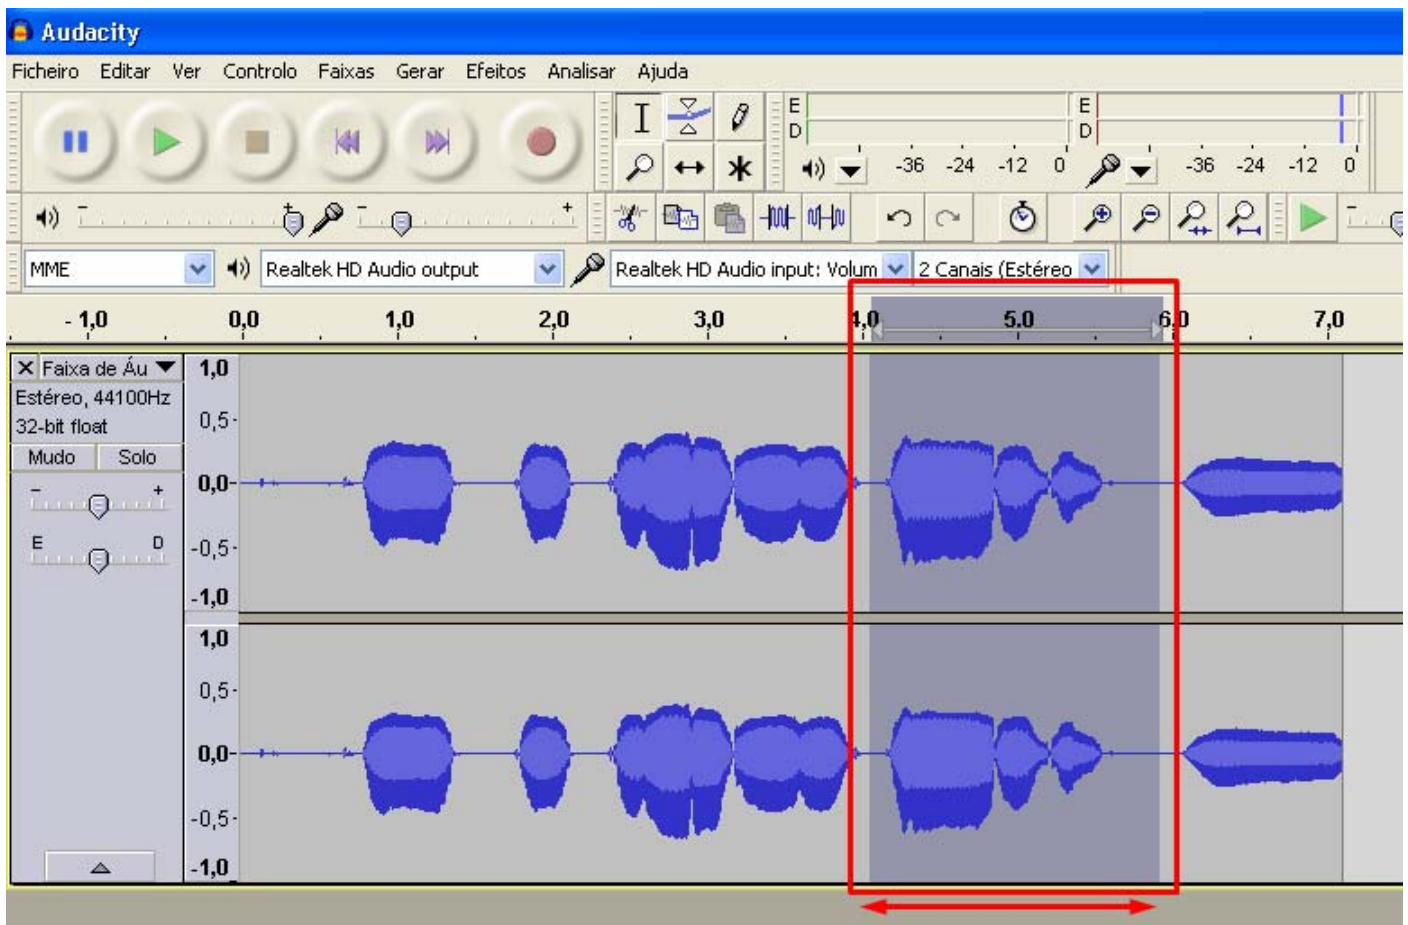 Audacity
Ficheiro Editar Ver Controlo Faixas Gerar Efeitos Analisar Ajuda
E
D
-36 -24 -12 0
E
D
-36 -24 -12 0
- +
- +
-
MME
Realtek HD Audio output
Realtek HD Audio input: Volum
2 Canais (Estéreo
- 1,0 0,0 1,0 2,0 3,0 4,0 5,0 6,0 7,0
X Faixa de Áu
Estéreo, 44100Hz
32-bit float
Mudo Solo
- +
E D
1,0
0,5-
0,0-
-0,5-
-1,0
1,0
0,5-
0,0-
-0,5-
-1,0